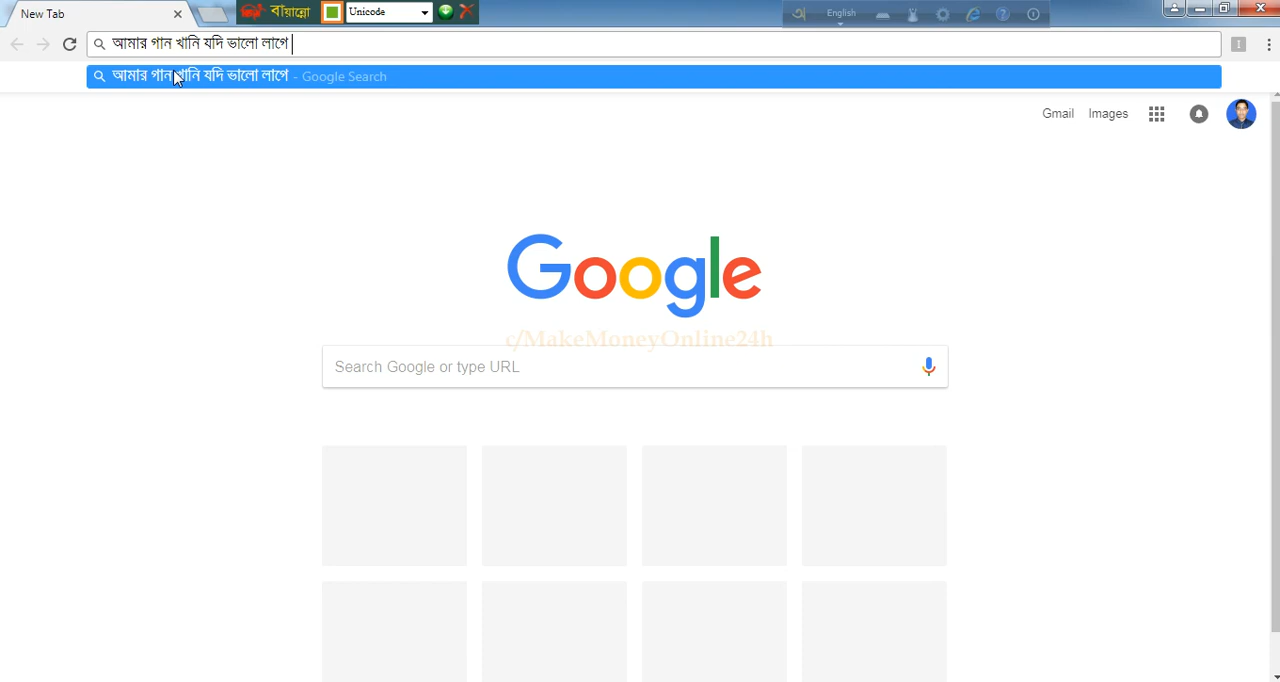 New Tab
বায়ান্নো Unicode
English
আমার গান খানি যদি ভালো লাগে
আমার গান খানি যদি ভালো লাগে - Google Search
Gmail Images
Google
c/MakeMoneyOnline24h
Search Google or type URL